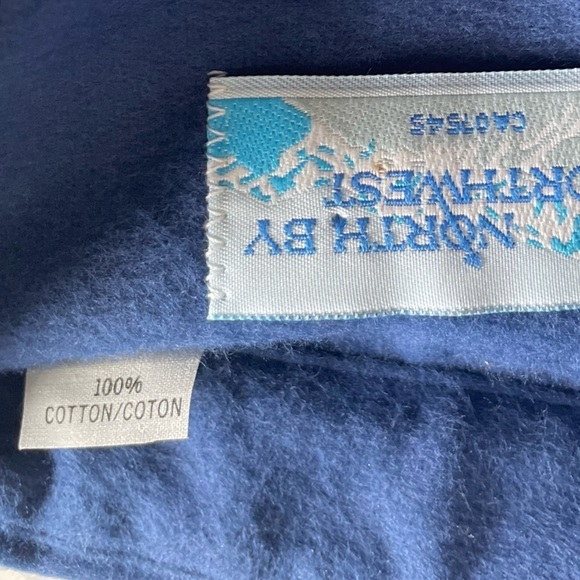 NORTH BY
ORTHWEST
CA07545
100%
COTTON/COTON